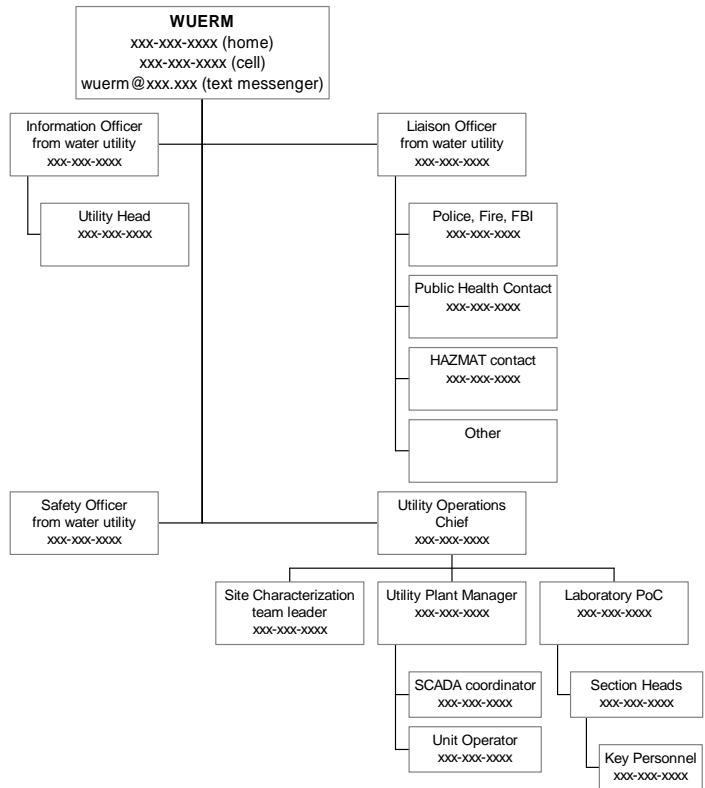 WUERM
xxx-xxx-xxxx (home)
xxx-xxx-xxxx (cell)
wuerm@xxx.xxx (text messenger)
Information Officer
from water utility
xxx-xxx-xxxx
Liaison Officer
from water utility
xxx-xxx-xxxx
Utility Head
xxx-xxx-xxxx
Police, Fire, FBI
xxx-xxx-xxxx
Public Health Contact
xxx-xxx-xxxx
HAZMAT contact
xxx-xxx-xxxx
Other
Safety Officer
from water utility
xxx-xxx-xxxx
Utility Operations
Chief
xxx-xxx-xxxx
Site Characterization
team leader
xxx-xxx-xxxx
Utility Plant Manager
xxx-xxx-xxxx
Laboratory PoC
xxx-xxx-xxxx
SCADA coordinator
xxx-xxx-xxxx
Unit Operator
xxx-xxx-xxxx
Section Heads
xxx-xxx-xxxx
Key Personnel
xxx-xxx-xxxx